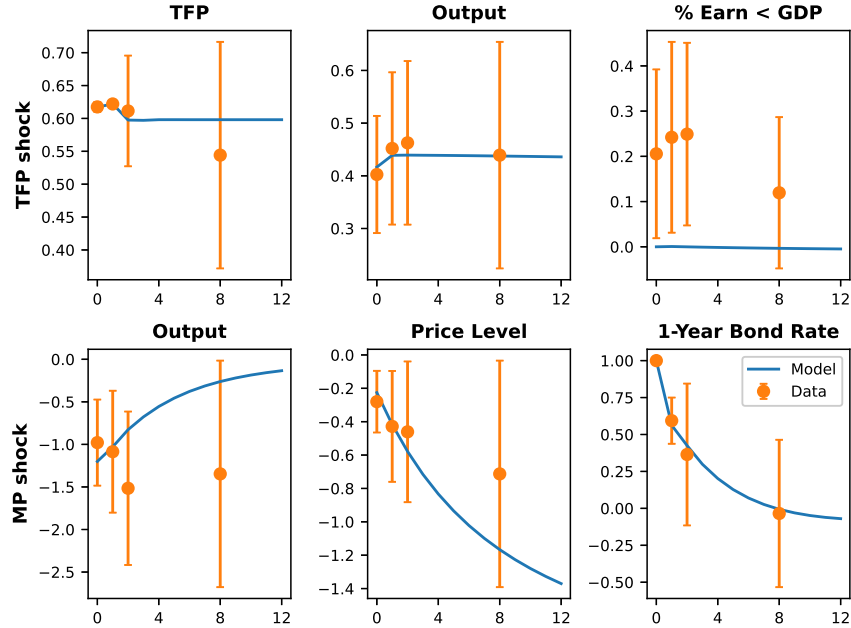 TFP
Output
% Earn < GDP
TFP shock
0.70
0.65
0.60
0.55
0.50
0.45
0.40
0 4 8 12
0.6
0.5
0.4
0.3
0 4 8 12
0.4
0.3
0.2
0.1
0.0
0 4 8 12
Output
Price Level
1-Year Bond Rate
MP shock
0.0
−0.5
−1.0
−1.5
−2.0
−2.5
0 4 8 12
0.0
−0.2
−0.4
−0.6
−0.8
−1.0
−1.2
−1.4
0 4 8 12
1.00
0.75
0.50
0.25
0.00
−0.25
−0.50
0 4 8 12
Model
Data